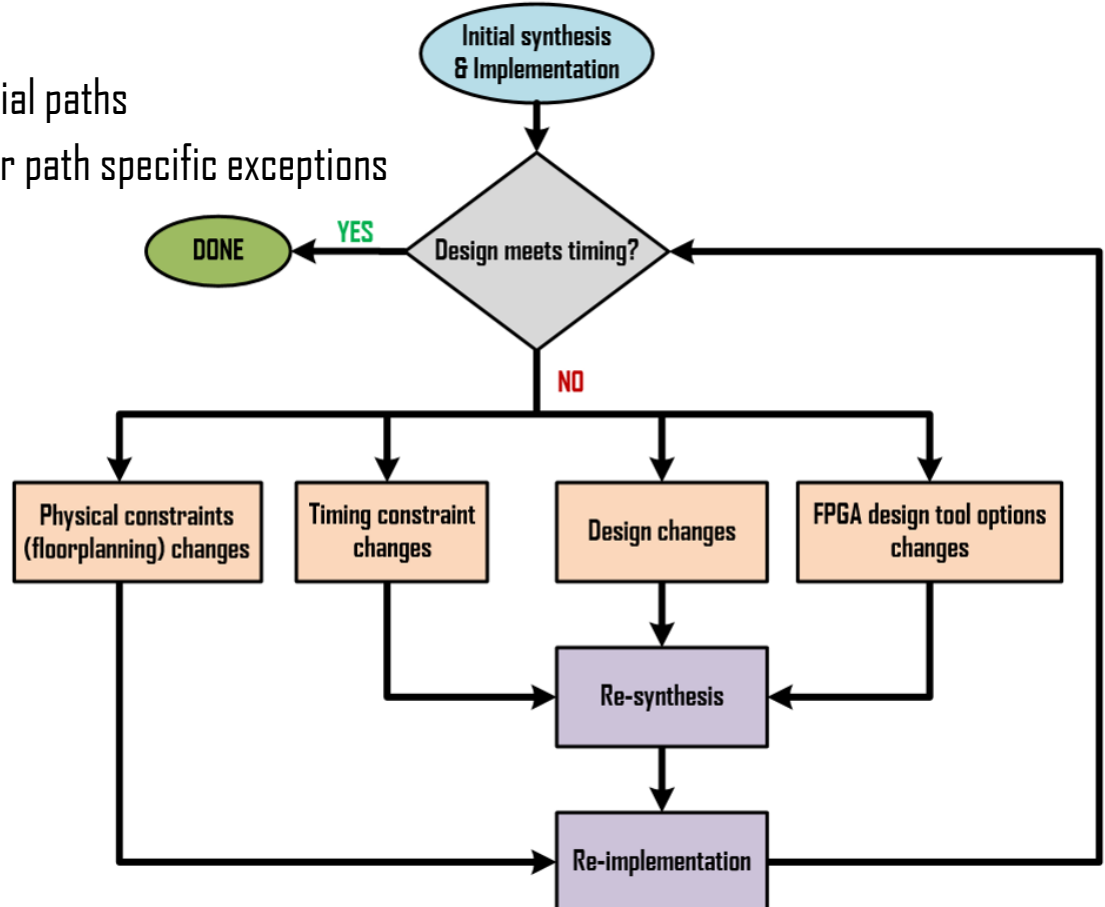 Initial synthesis
& Implementation
ial paths
r path specific exceptions
DONE
YES
Design meets timing?
NO
Physical constraints
(floorplanning) changes
Timing constraint
changes
Design changes
FPGA design tool options
changes
Re-synthesis
Re-implementation